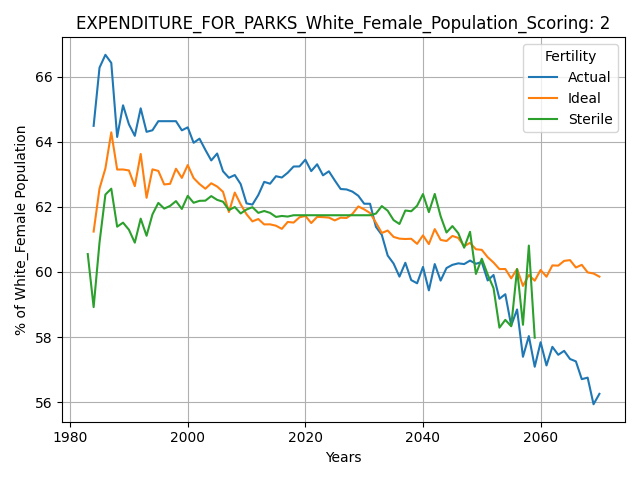 EXPENDITURE_FOR_PARKS_White_Female_Population_Scoring: 2
Fertility
Actual
Ideal
Sterile
% of White_Female Population
66
64
62
60
58
56
1980
2000
2020
2040
2060
Years